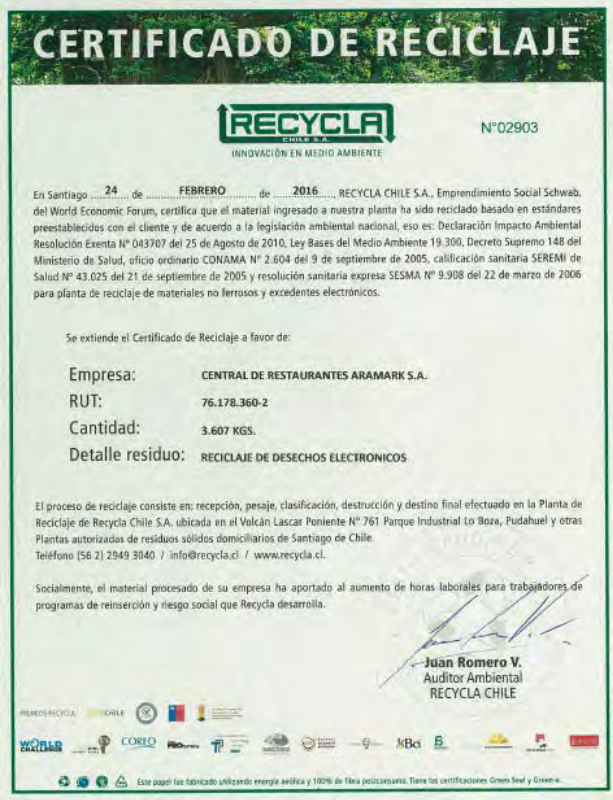 CERTIFICADO DE RECICLAJE
RECYCLA
CHILE S.A.
INNOVACIÓN EN MEDIO AMBIENTE
N°02903
En Santiago 24 de FEBRERO de 2016, RECYCLA CHILE S.A., Emprendimiento Social Schwab,
del World Economic Forum, certifica que el material ingresado a nuestra planta ha sido reciclado basado en estándares
preestablecidos con el cliente y de acuerdo a la legislación ambiental nacional, eso es: Declaración Impacto Ambiental
Resolución Exenta N° 043707 del 25 de Agosto de 2010, Ley Bases del Medio Ambiente 19.300, Decreto Supremo 148 del
Ministerio de Salud, oficio ordinario CONAMA N° 2.604 del 9 de septiembre de 2005, calificación sanitaria SEREMI de
Salud N° 43.025 del 21 de septiembre de 2005 y resolución sanitaria expresa SESMA N° 9.908 del 22 de marzo de 2006
para planta de reciclaje de materiales no ferrosos y excedentes electrónicos.
Se extiende el Certificado de Reciclaje a favor de:
Empresa: CENTRAL DE RESTAURANTES ARAMARK S.A.
RUT: 76.178.360-2
Cantidad: 3.607 KGS.
Detalle residuo: RECICLAJE DE DESECHOS ELECTRONICOS
El proceso de reciclaje consiste en: recepción, pesaje, clasificación, destrucción y destino final efectuado en la Planta de
Reciclaje de Recycla Chile S.A. ubicada en el Volcán Lascar Poniente N° 761 Parque Industrial Lo Boza, Pudahuel y otras
Plantas autorizadas de residuos sólidos domiciliarios de Santiago de Chile.
Teléfono (56 2) 2949 3040 / info@recycla.cl / www.recycla.cl.
Socialmente, el material procesado de su empresa ha aportado al aumento de horas laborales para trabajadores de
programas de reinserción y riesgo social que Recycla desarrolla.
Juan Romero V.
Auditor Ambiental
RECYCLA CHILE
PREMIOS RECYCLA CHILE
WORLD CHALLENGE COREO Bci
Este papel fue fabricado utilizando energía eólica y 100% de fibra postconsumo. Tiene las certificaciones Green Seal y Green-e.